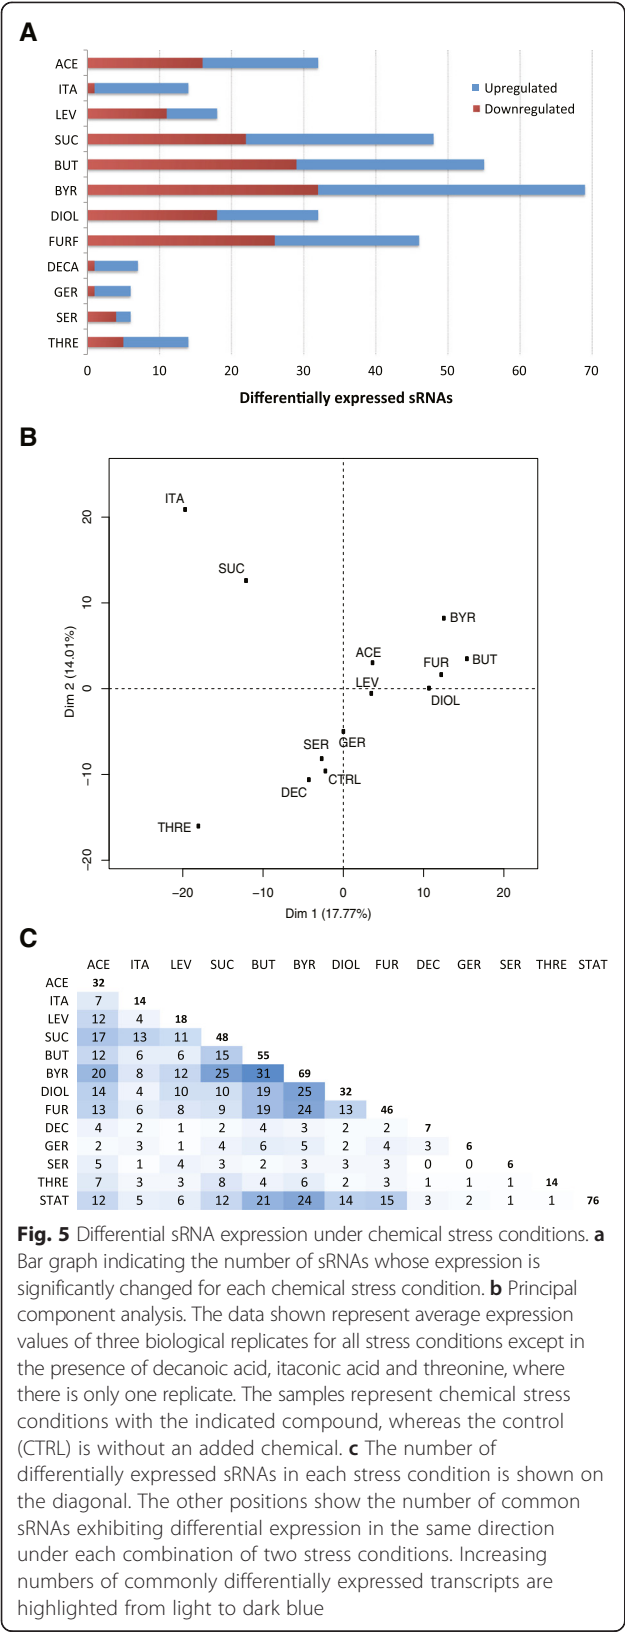 A
ACE
ITA
LEV
SUC
BUT
BYR
DIOL
FURF
DECA
GER
SER
THRE
Upregulated
Downregulated
0 10 20 30 40 50 60 70
Differentially expressed sRNAs
B
Dim 2 (14.01%)
20
10
0
−10
−20
ITA
SUC
BYR
ACE
FUR
BUT
LEV
DIOL
SER
GER
CTRL
DEC
THRE
−20 −10 0 10 20
Dim 1 (17.77%)
C
ACE ITA LEV SUC BUT BYR DIOL FUR DEC GER SER THRE STAT
ACE 32
ITA 7 14
LEV 12 4 18
SUC 17 13 11 48
BUT 12 6 6 15 55
BYR 20 8 12 25 31 69
DIOL 14 4 10 10 19 25 32
FUR 13 6 8 9 19 24 13 46
DEC 4 2 1 2 4 3 2 2 7
GER 2 3 1 4 6 5 2 4 3 6
SER 5 1 4 3 2 3 3 3 0 0 6
THRE 7 3 3 8 4 6 2 3 1 1 1 14
STAT 12 5 6 12 21 24 14 15 3 2 1 1 76
Fig. 5 Differential sRNA expression under chemical stress conditions. a
Bar graph indicating the number of sRNAs whose expression is
significantly changed for each chemical stress condition. b Principal
component analysis. The data shown represent average expression
values of three biological replicates for all stress conditions except in
the presence of decanoic acid, itaconic acid and threonine, where
there is only one replicate. The samples represent chemical stress
conditions with the indicated compound, whereas the control
(CTRL) is without an added chemical. c The number of
differentially expressed sRNAs in each stress condition is shown on
the diagonal. The other positions show the number of common
sRNAs exhibiting differential expression in the same direction
under each combination of two stress conditions. Increasing
numbers of commonly differentially expressed transcripts are
highlighted from light to dark blue